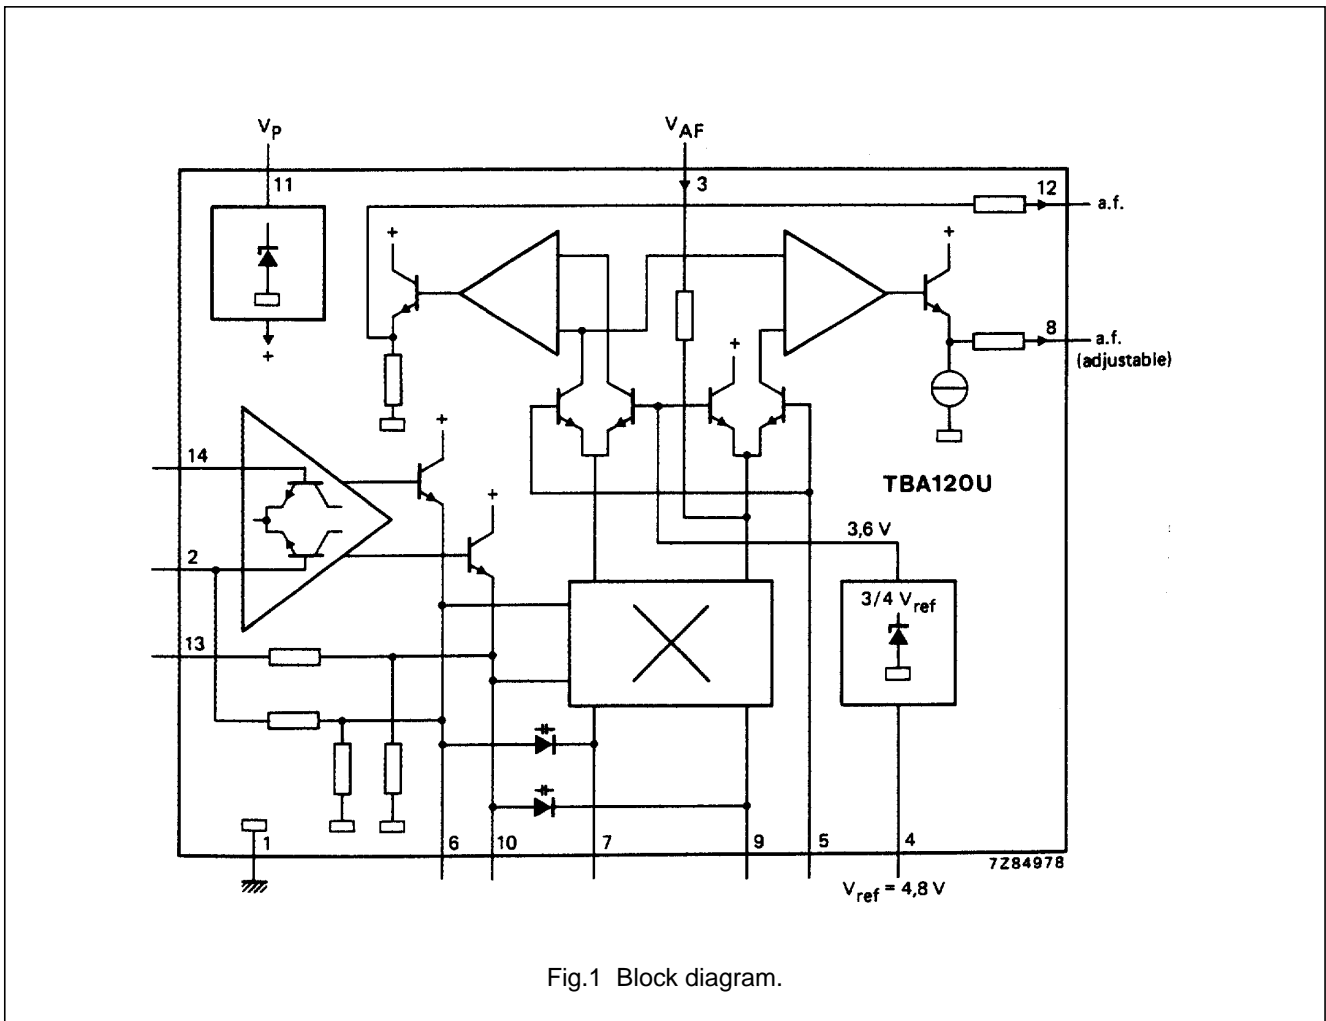 V_P
V_AF
11
3
12
a.f.
+
+
8
a.f.
(adjustable)
+
+
+
14
TBA120U
+
3,6 V
2
3/4 V_ref
13
1
6
10
7
9
5
4
7Z84978
V_ref = 4,8 V
Fig.1 Block diagram.